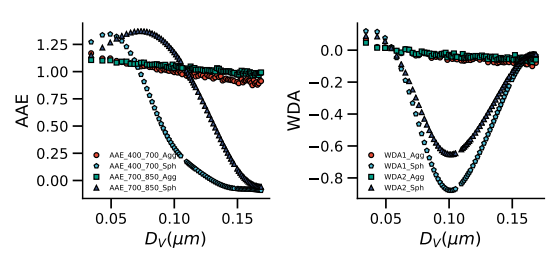 AAE
1.25
1.00
0.75
0.50
0.25
0.00
AAE_400_700_Agg
AAE_400_700_Sph
AAE_700_850_Agg
AAE_700_850_Sph
0.05 0.10 0.15
D_V(μm)
WDA
0.0
−0.2
−0.4
−0.6
−0.8
WDA1_Agg
WDA1_Sph
WDA2_Agg
WDA2_Sph
0.05 0.10 0.15
D_V(μm)